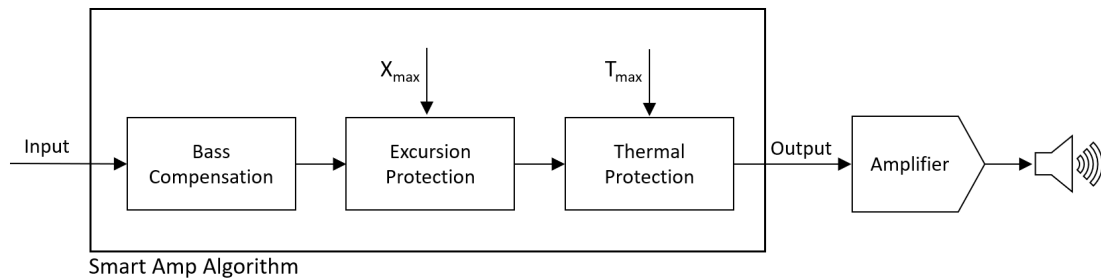 X_max
T_max
Input
Bass
Compensation
Excursion
Protection
Thermal
Protection
Output
Amplifier
Smart Amp Algorithm